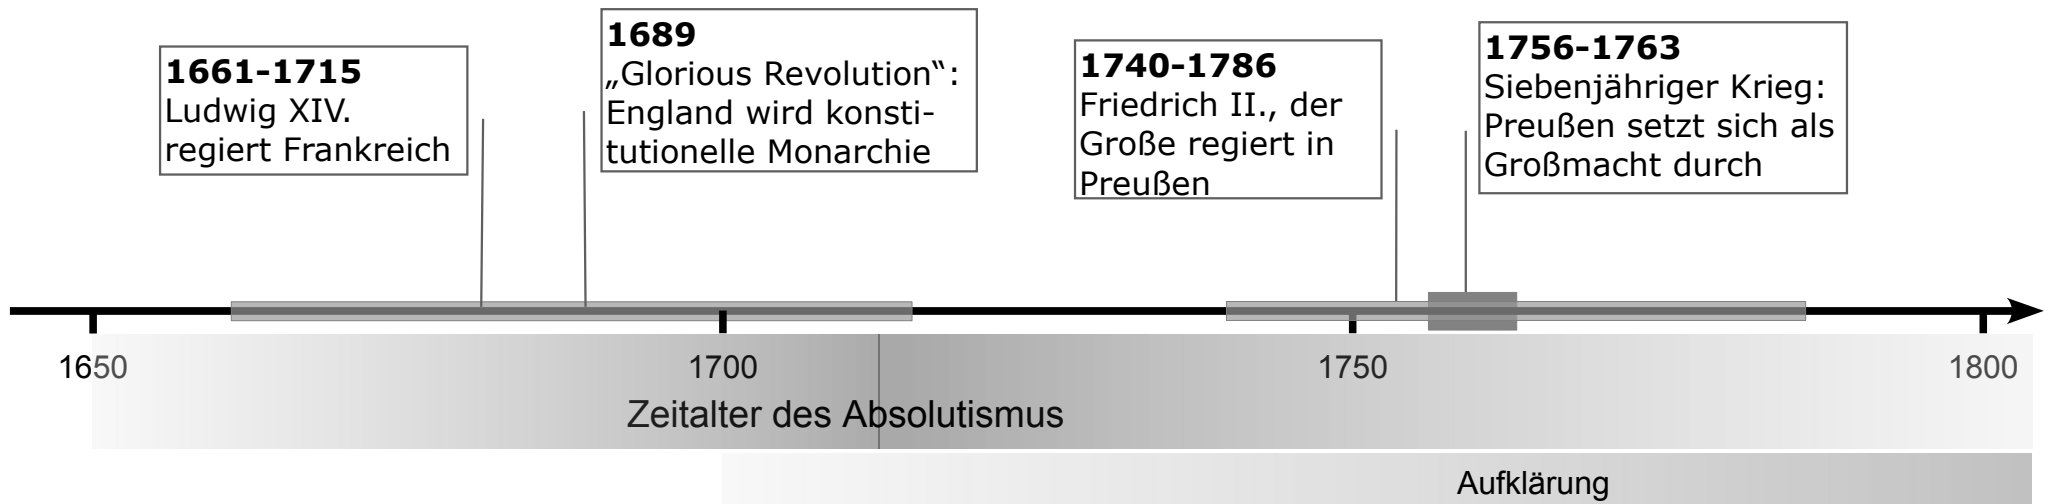 1661-1715
Ludwig XIV.
regiert Frankreich
1689
„Glorious Revolution“:
England wird konsti-
tutionelle Monarchie
1740-1786
Friedrich II., der
Große regiert in
Preußen
1756-1763
Siebenjähriger Krieg:
Preußen setzt sich als
Großmacht durch
1650 1700 1750 1800
Zeitalter des Absolutismus
Aufklärung